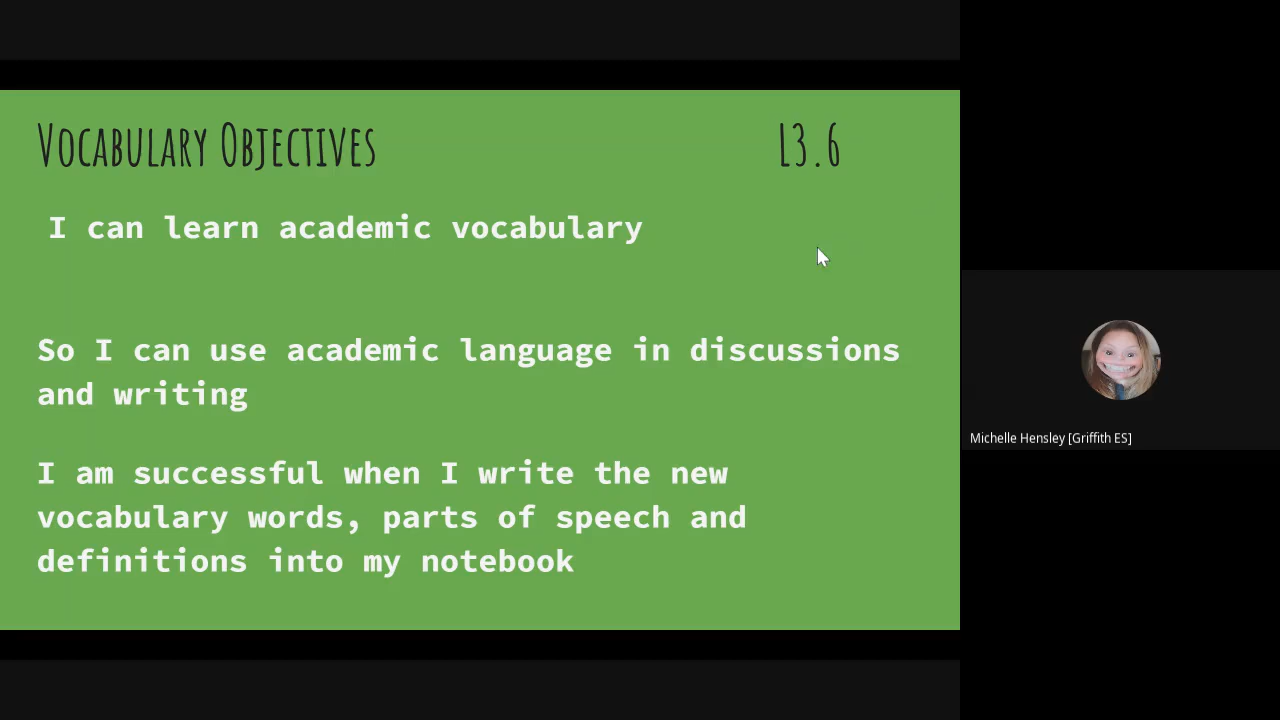 Vocabulary Objectives L3.6
I can learn academic vocabulary
So I can use academic language in discussions
and writing
I am successful when I write the new
vocabulary words, parts of speech and
definitions into my notebook
Michelle Hensley [Griffith ES]